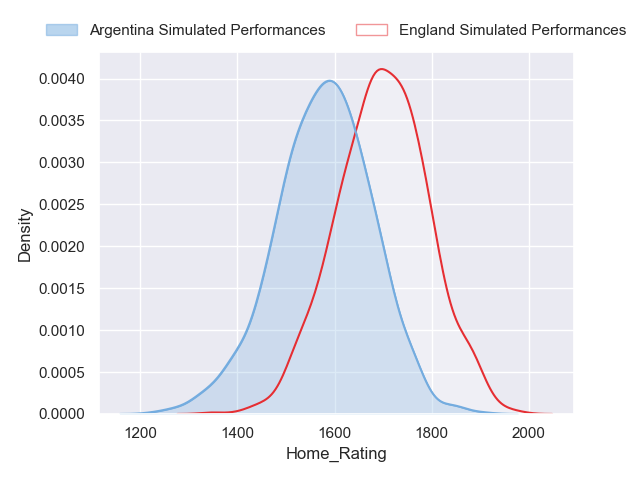 Argentina Simulated Performances England Simulated Performances
0.0040
0.0035
0.0030
0.0025
0.0020
0.0015
0.0010
0.0005
0.0000
Density
1200 1400 1600 1800 2000
Home_Rating